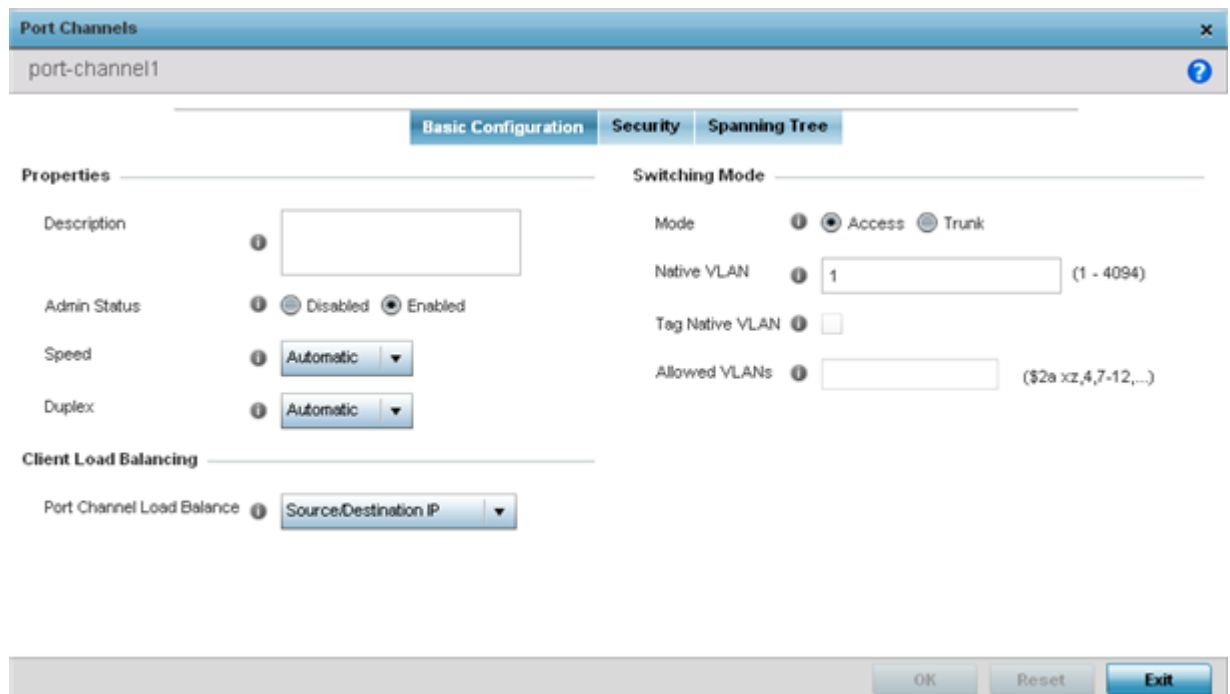 Port Channels
port-channel1
Basic Configuration Security Spanning Tree
Properties
Description
Admin Status Disabled Enabled
Speed Automatic
Duplex Automatic
Client Load Balancing
Port Channel Load Balance Source/Destination IP
Switching Mode
Mode Access Trunk
Native VLAN 1 (1 - 4094)
Tag Native VLAN
Allowed VLANs ($2a xz,4,7-12,...)
OK Reset Exit